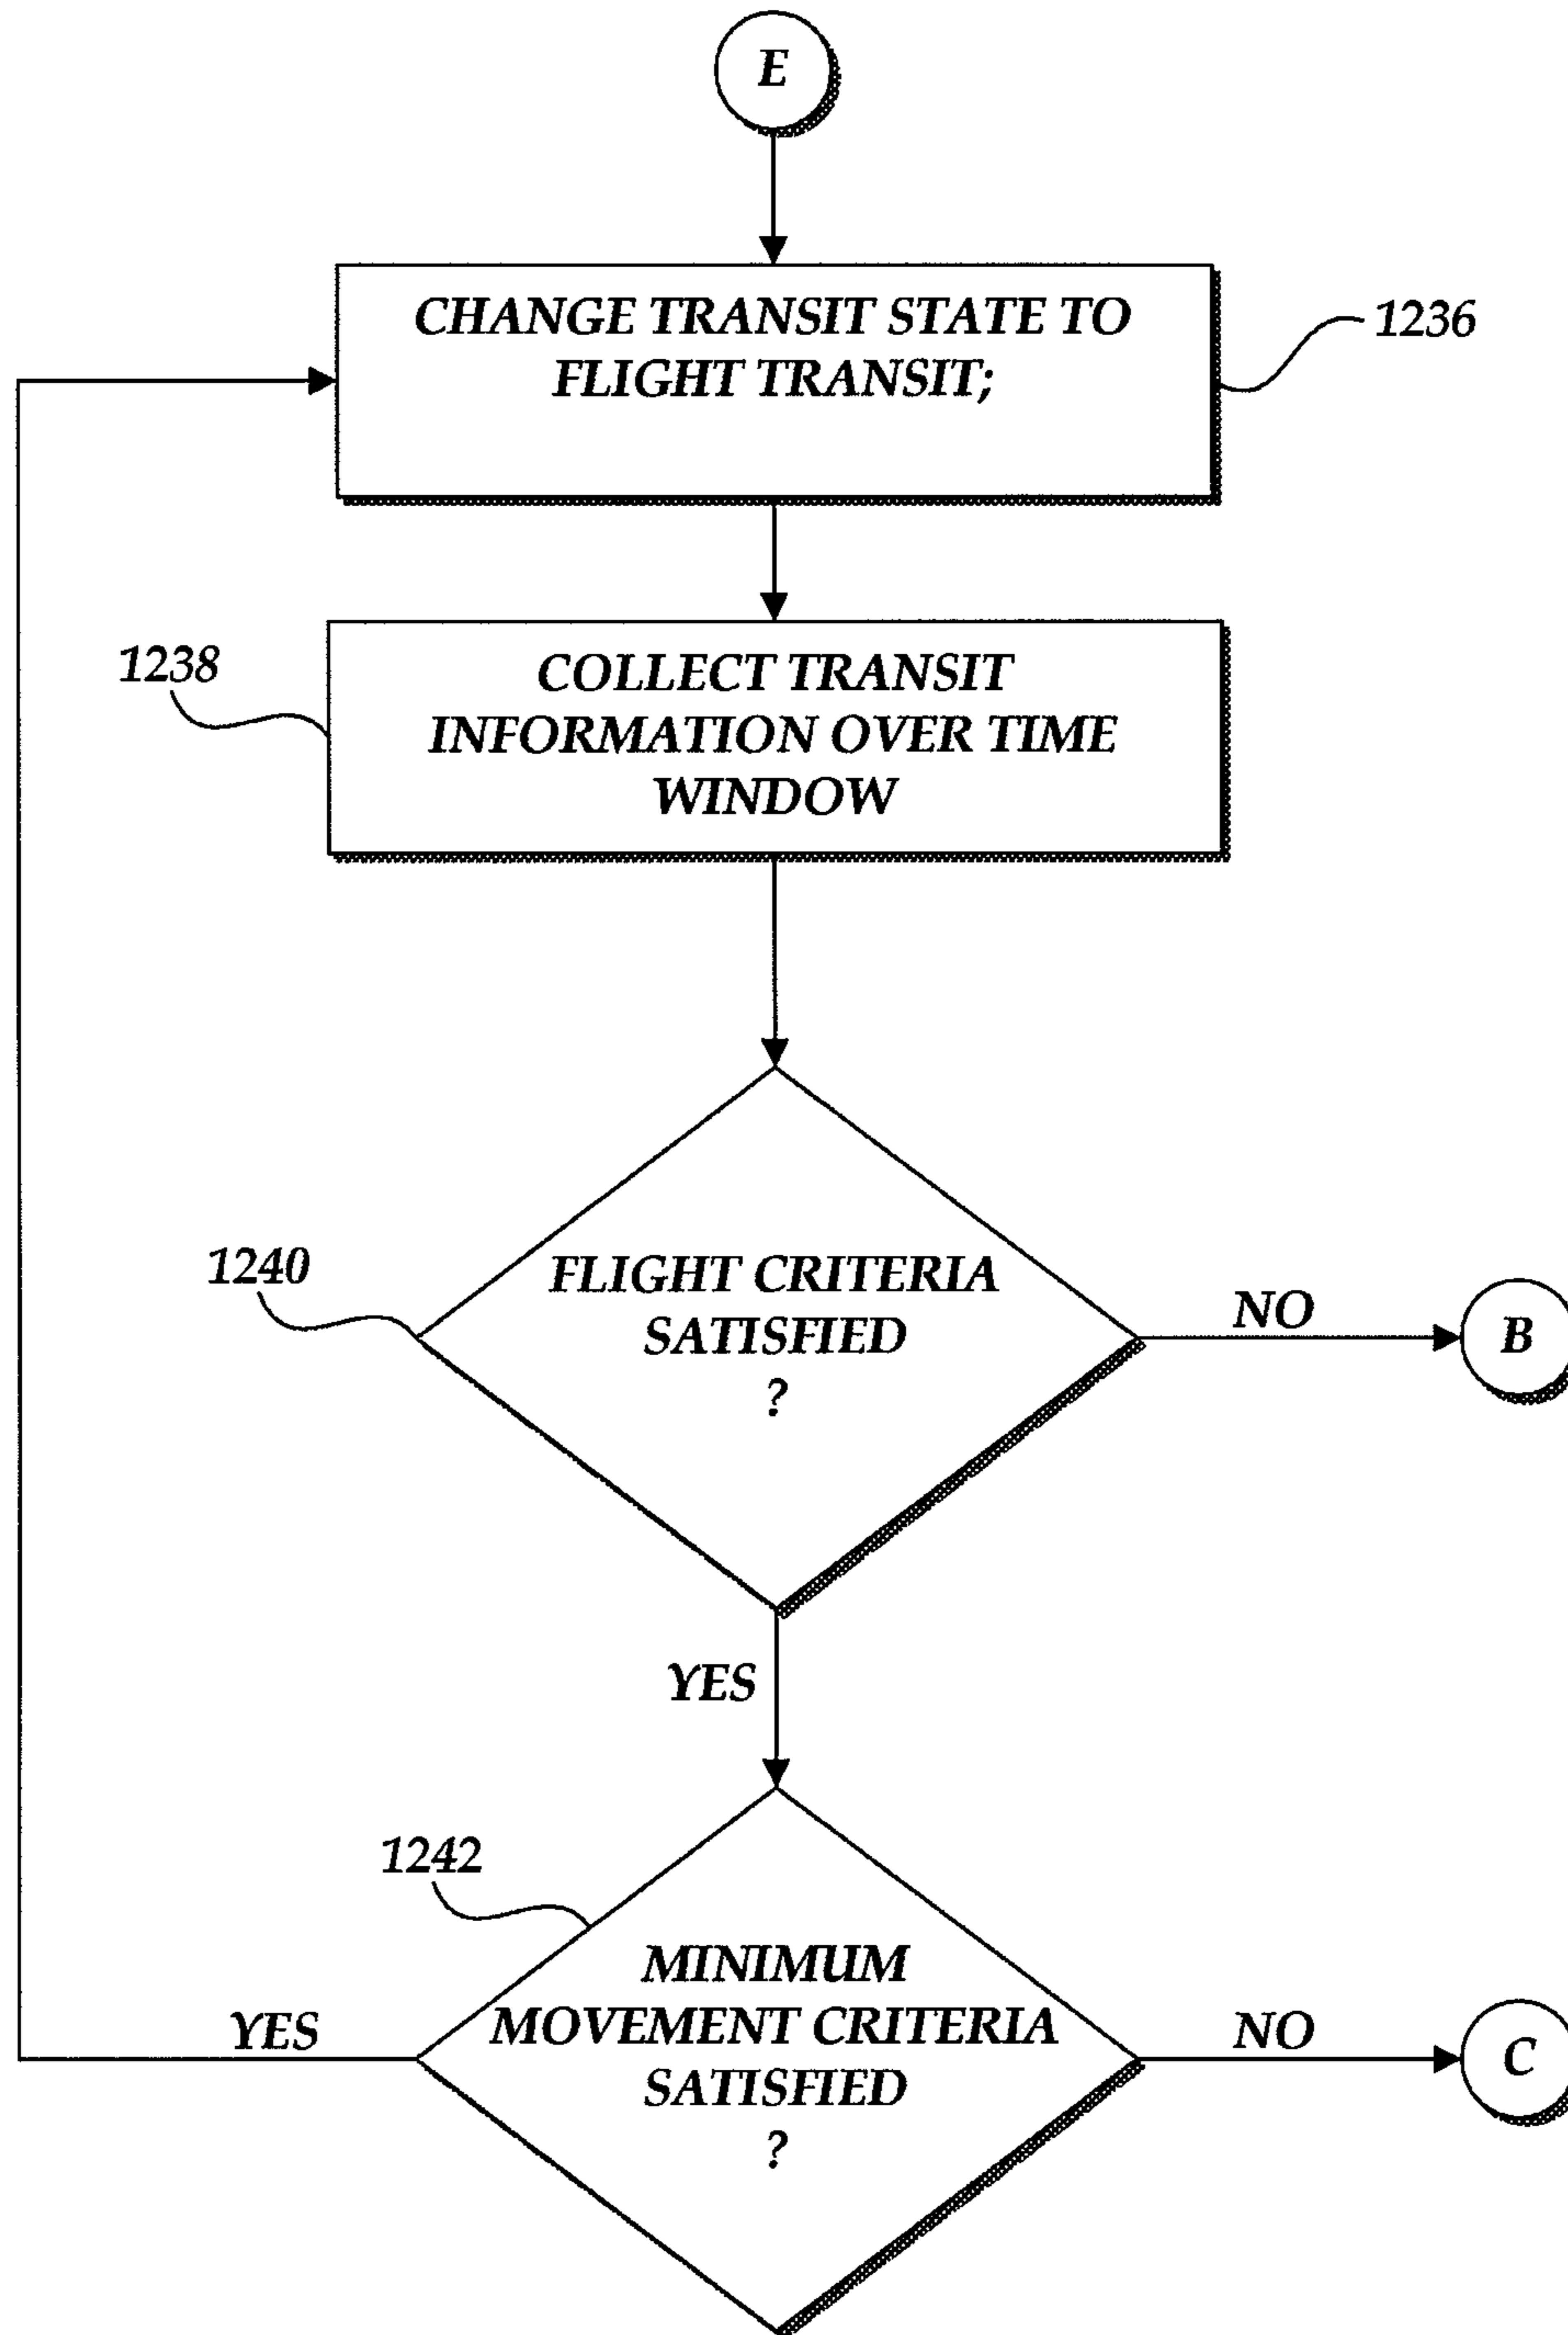 E
CHANGE TRANSIT STATE TO
FLIGHT TRANSIT;
1236
1238
COLLECT TRANSIT
INFORMATION OVER TIME
WINDOW
1240
FLIGHT CRITERIA
SATISFIED
?
NO
B
YES
1242
MINIMUM
MOVEMENT CRITERIA
SATISFIED
?
YES
NO
C